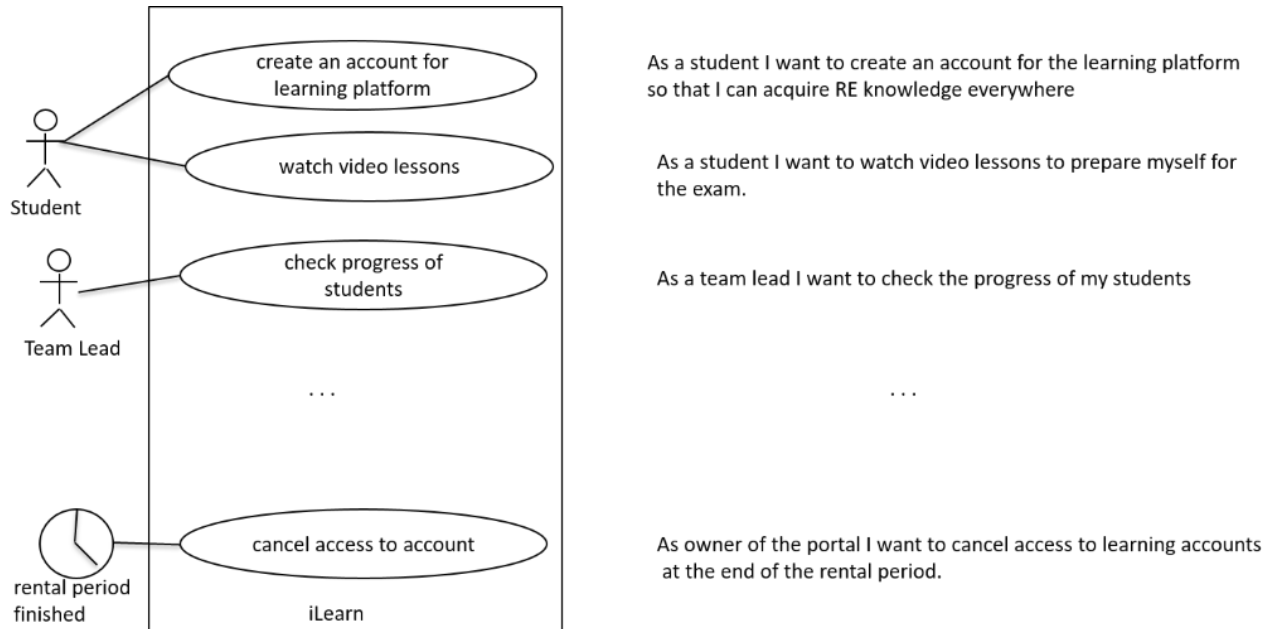 create an account for
learning platform
As a student I want to create an account for the learning platform
so that I can acquire RE knowledge everywhere
watch video lessons
As a student I want to watch video lessons to prepare myself for
the exam.
Student
check progress of
students
As a team lead I want to check the progress of my students
Team Lead
. . .
. . .
cancel access to account
As owner of the portal I want to cancel access to learning accounts
at the end of the rental period.
rental period
finished
iLearn